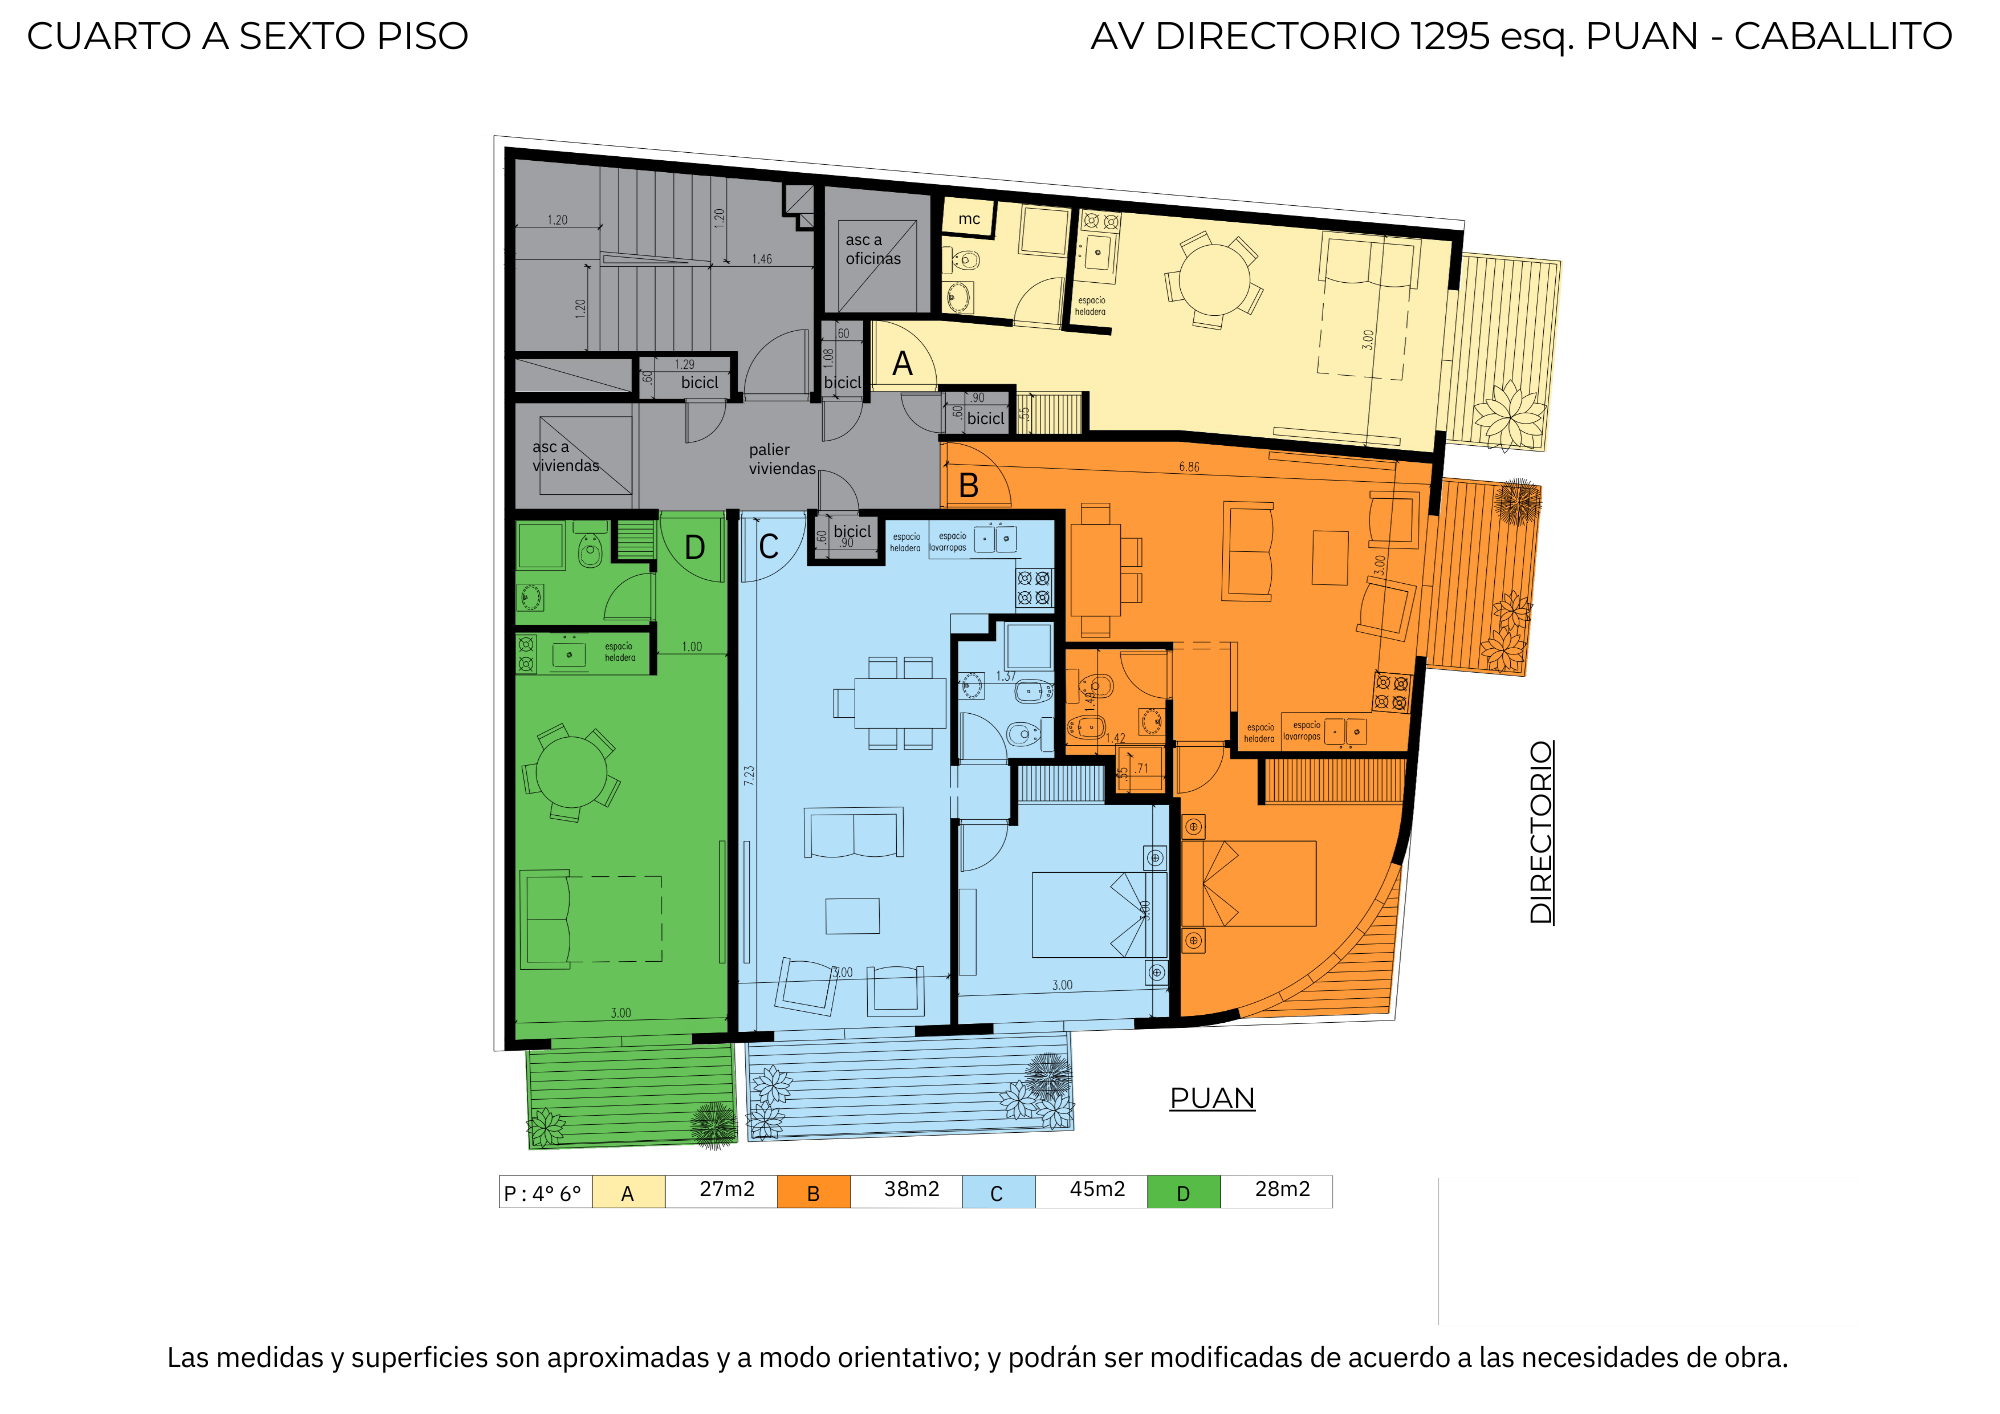 CUARTO A SEXTO PISO
AV DIRECTORIO 1295 esq. PUAN - CABALLITO
1.20
1.20
1.46
1.20
asc a
oficinas
mc
espacio
heladera
3.00
1.29
.60
bicicl
.60
1.08
bicicl
A
.90
.60
bicicl
.55
asc a
viviendas
palier
viviendas
B
6.86
3.00
D
C
bicicl
.60
.90
espacio
heladera
espacio
lavarropas
1.00
espacio
heladera
1.37
1.42
.71
espacio
heladera
espacio
lavarropas
7.23
3.00
3.00
3.00
3.00
DIRECTORIO
PUAN
P : 4° 6° A 27m2 B 38m2 C 45m2 D 28m2
Las medidas y superficies son aproximadas y a modo orientativo; y podrán ser modificadas de acuerdo a las necesidades de obra.